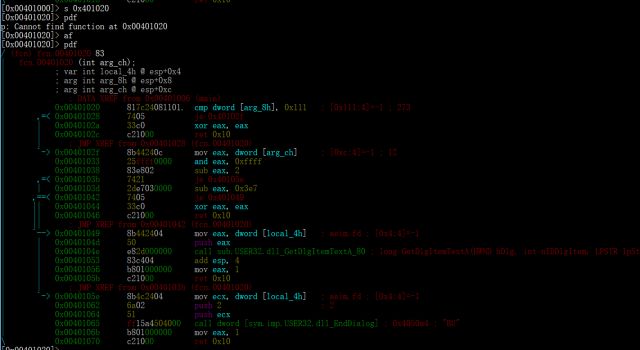 [0x00401000]> s 0x401020
[0x00401020]> pdf
p: Cannot find function at 0x00401020
[0x00401020]> af
[0x00401020]> pdf
/ (fcn) fcn.00401020 83
fcn.00401020 (int arg_ch);
; var int local_4h @ esp+0x4
; arg int arg_8h @ esp+0x8
; arg int arg_ch @ esp+0xc
; DATA XREF from 0x00401005 (main)
0x00401020 817c24081101. cmp dword [arg_8h], 0x111 ; [0x111:4]=-1 ; 273
,=< 0x00401028 7405 je 0x40102f
0x0040102a 33c0 xor eax, eax
0x0040102c c21000 ret 0x10
; JMP XREF from 0x00401028 (fcn.00401020)
0x0040102f 8b44240c mov eax, dword [arg_ch] ; [0xc:4]=-1 ; 12
0x00401033 25ffff0000 and eax, 0xffff
0x00401038 83e802 sub eax, 2
0x0040103b 7421 je 0x40105e
0x0040103d 2de7030000 sub eax, 0x3e7
0x00401042 7405 je 0x401049
0x00401044 33c0 xor eax, eax
0x00401046 c21000 ret 0x10
; JMP XREF from 0x00401042 (fcn.00401020)
0x00401049 8b442404 mov eax, dword [local_4h] ; [0x4:4]=-1
0x0040104d 50 push eax
0x0040104e e82d000000 call sub.USER32.dll_GetDlgItemTextA_80
0x00401053 83c404 add esp, 4
0x00401056 b801000000 mov eax, 1
0x0040105b c21000 ret 0x10
; JMP XREF from 0x0040103b (fcn.00401020)
0x0040105e 8b4c2404 mov ecx, dword [local_4h] ; [0x4:4]=-1
0x00401062 6a02 push 2
0x00401064 51 push ecx
0x00401065 ff15a4504000 call dword [sym.imp.USER32.dll_EndDialog]
0x0040106b b801000000 mov eax, 1
0x00401070 c21000 ret 0x10
[0x00401020]>